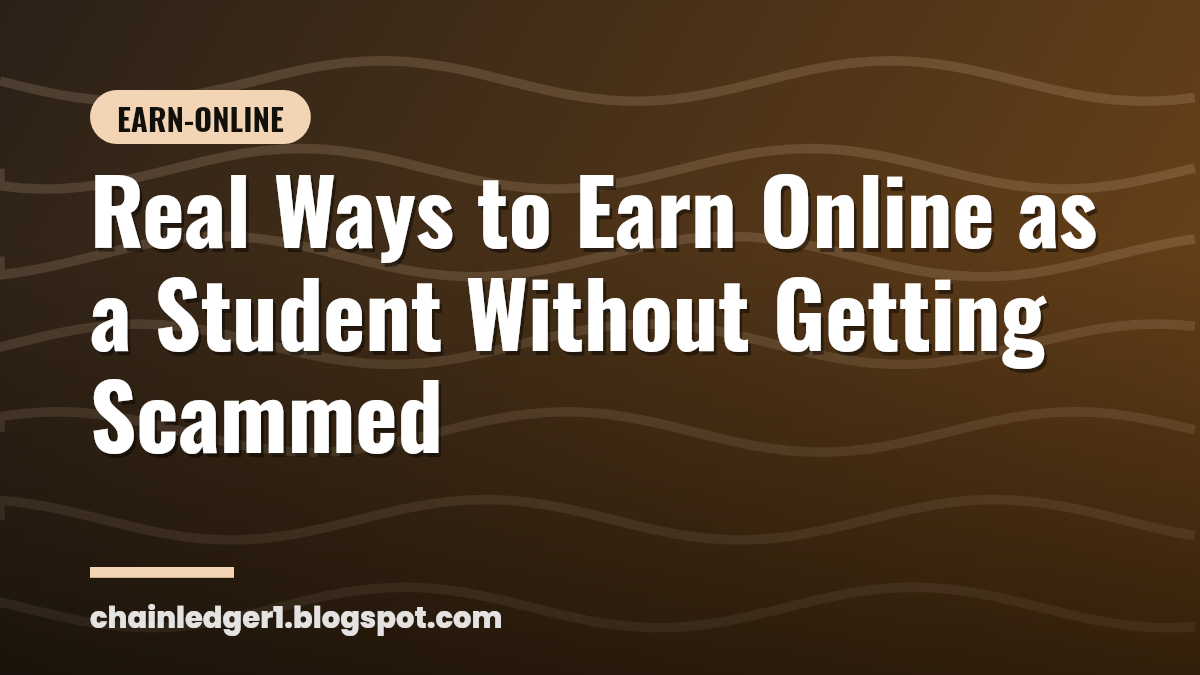 EARN-ONLINE
Real Ways to Earn Online as
a Student Without Getting
Scammed
chainledger1.blogspot.com